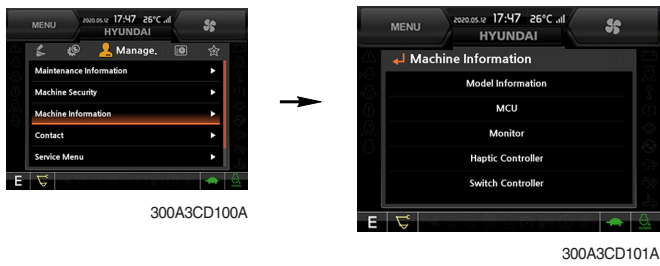 MENU
2020.05.12 17:47 26°C
HYUNDAI
Manage.
Maintenance Information
Machine Security
Machine Information
Contact
Service Menu
E
300A3CD100A
MENU
2020.05.12 17:47 26°C
HYUNDAI
Machine Information
Model Information
MCU
Monitor
Haptic Controller
Switch Controller
E
300A3CD101A